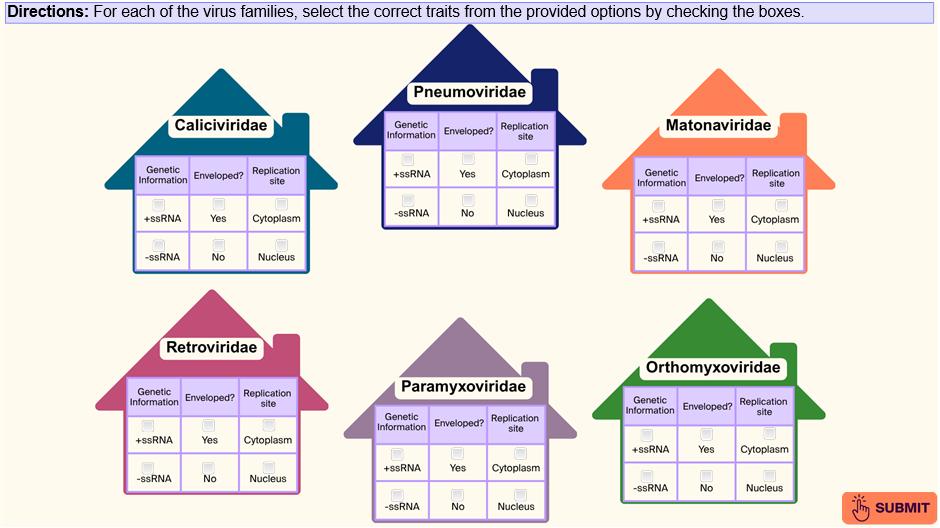 Directions: For each of the virus families, select the correct traits from the provided options by checking the boxes.
Caliciviridae
Genetic Information Enveloped? Replication site
+ssRNA Yes Cytoplasm
-ssRNA No Nucleus
Pneumoviridae
Genetic Information Enveloped? Replication site
+ssRNA Yes Cytoplasm
-ssRNA No Nucleus
Matonaviridae
Genetic Information Enveloped? Replication site
+ssRNA Yes Cytoplasm
-ssRNA No Nucleus
Retroviridae
Genetic Information Enveloped? Replication site
+ssRNA Yes Cytoplasm
-ssRNA No Nucleus
Paramyxoviridae
Genetic Information Enveloped? Replication site
+ssRNA Yes Cytoplasm
-ssRNA No Nucleus
Orthomyxoviridae
Genetic Information Enveloped? Replication site
+ssRNA Yes Cytoplasm
-ssRNA No Nucleus
SUBMIT